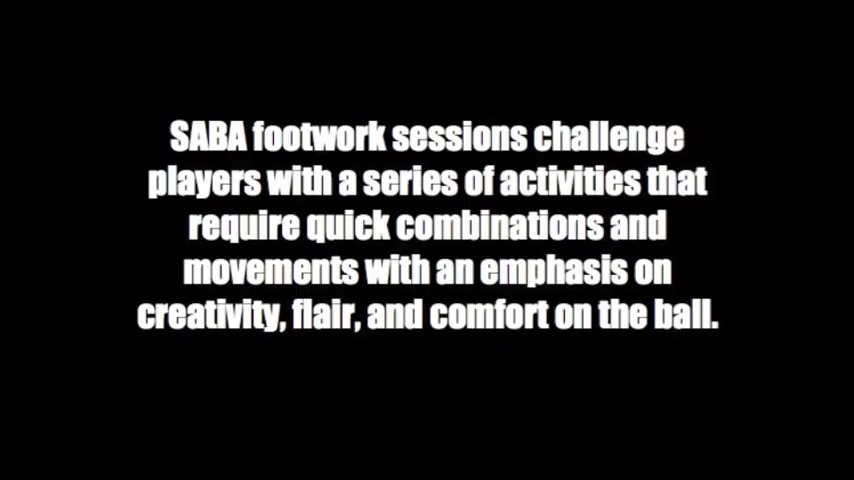 SABA footwork sessions challenge
players with a series of activities that
require quick combinations and
movements with an emphasis on
creativity, flair, and comfort on the ball.